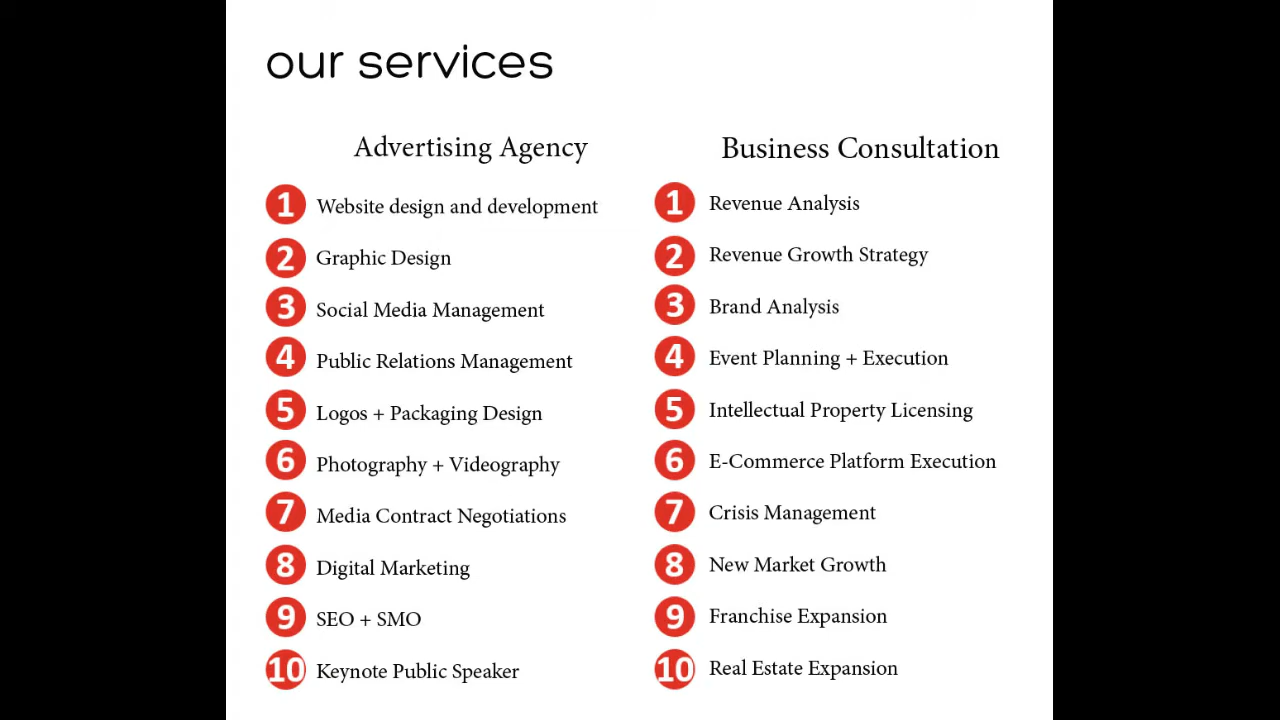 our services
Advertising Agency
1 Website design and development
2 Graphic Design
3 Social Media Management
4 Public Relations Management
5 Logos + Packaging Design
6 Photography + Videography
7 Media Contract Negotiations
8 Digital Marketing
9 SEO + SMO
10 Keynote Public Speaker
Business Consultation
1 Revenue Analysis
2 Revenue Growth Strategy
3 Brand Analysis
4 Event Planning + Execution
5 Intellectual Property Licensing
6 E-Commerce Platform Execution
7 Crisis Management
8 New Market Growth
9 Franchise Expansion
10 Real Estate Expansion